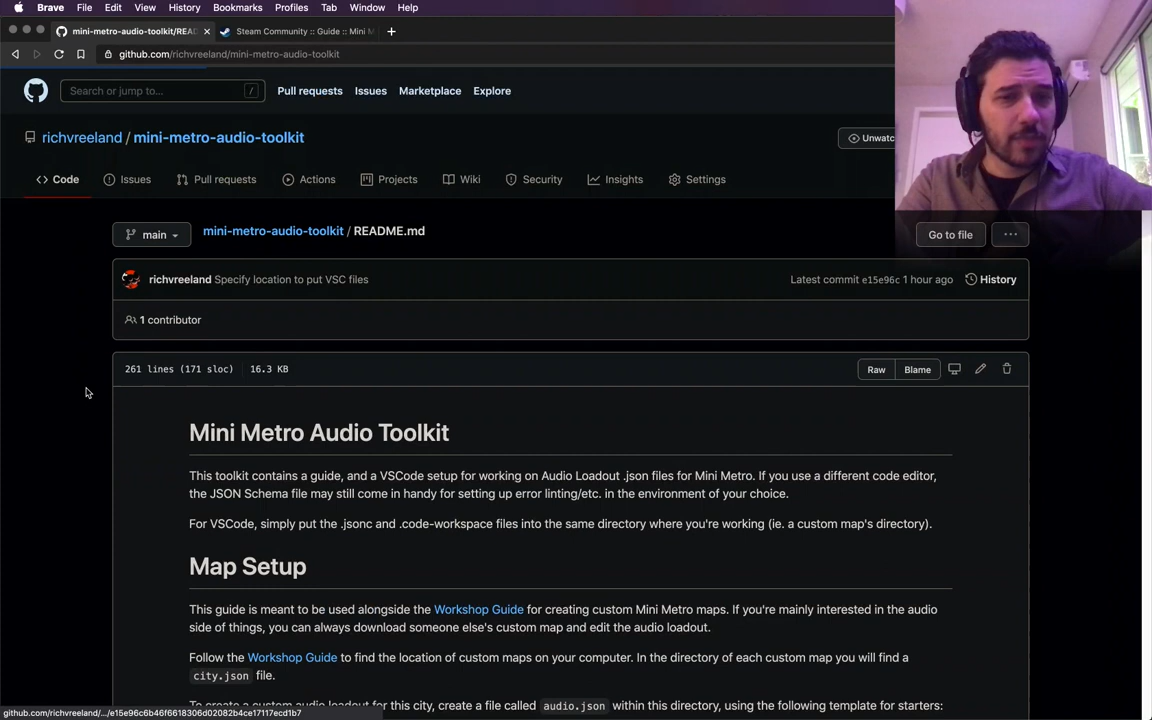 Brave File Edit View History Bookmarks Profiles Tab Window Help
mini-metro-audio-toolkit/REA
Steam Community :: Guide :: Mini M
github.com/richvreeland/mini-metro-audio-toolkit
Search or jump to... /
Pull requests Issues Marketplace Explore
richvreeland / mini-metro-audio-toolkit
Unwatc
Code Issues Pull requests Actions Projects Wiki Security Insights Settings
main
mini-metro-audio-toolkit / README.md
Go to file
richvreeland Specify location to put VSC files
Latest commit e15e96c 1 hour ago History
1 contributor
261 lines (171 sloc) 16.3 KB
Raw Blame
Mini Metro Audio Toolkit
This toolkit contains a guide, and a VSCode setup for working on Audio Loadout .json files for Mini Metro. If you use a different code editor,
the JSON Schema file may still come in handy for setting up error linting/etc. in the environment of your choice.
For VSCode, simply put the .jsonc and .code-workspace files into the same directory where you're working (ie. a custom map's directory).
Map Setup
This guide is meant to be used alongside the Workshop Guide for creating custom Mini Metro maps. If you're mainly interested in the audio
side of things, you can always download someone else's custom map and edit the audio loadout.
Follow the Workshop Guide to find the location of custom maps on your computer. In the directory of each custom map you will find a
city.json file.
To create a custom audio loadout for this city, create a file called audio.json within this directory, using the following template for starters:
github.com/richvreeland/.../e15e96c6b46f6618306d02082b4ce17117ecd1b7